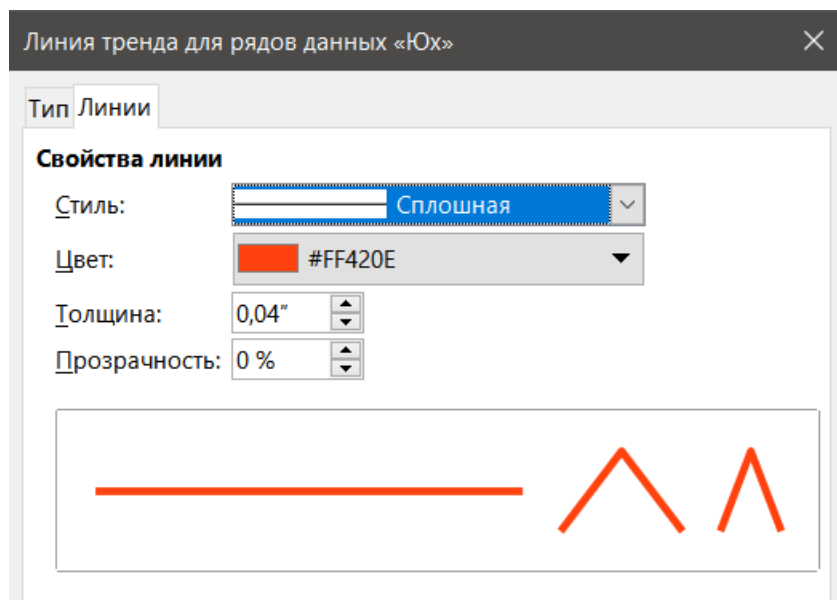 Линия тренда для рядов данных «Юх»
Тип Линии
Свойства линии
Стиль: Сплошная
Цвет: #FF420E
Толщина: 0,04″
Прозрачность: 0 %